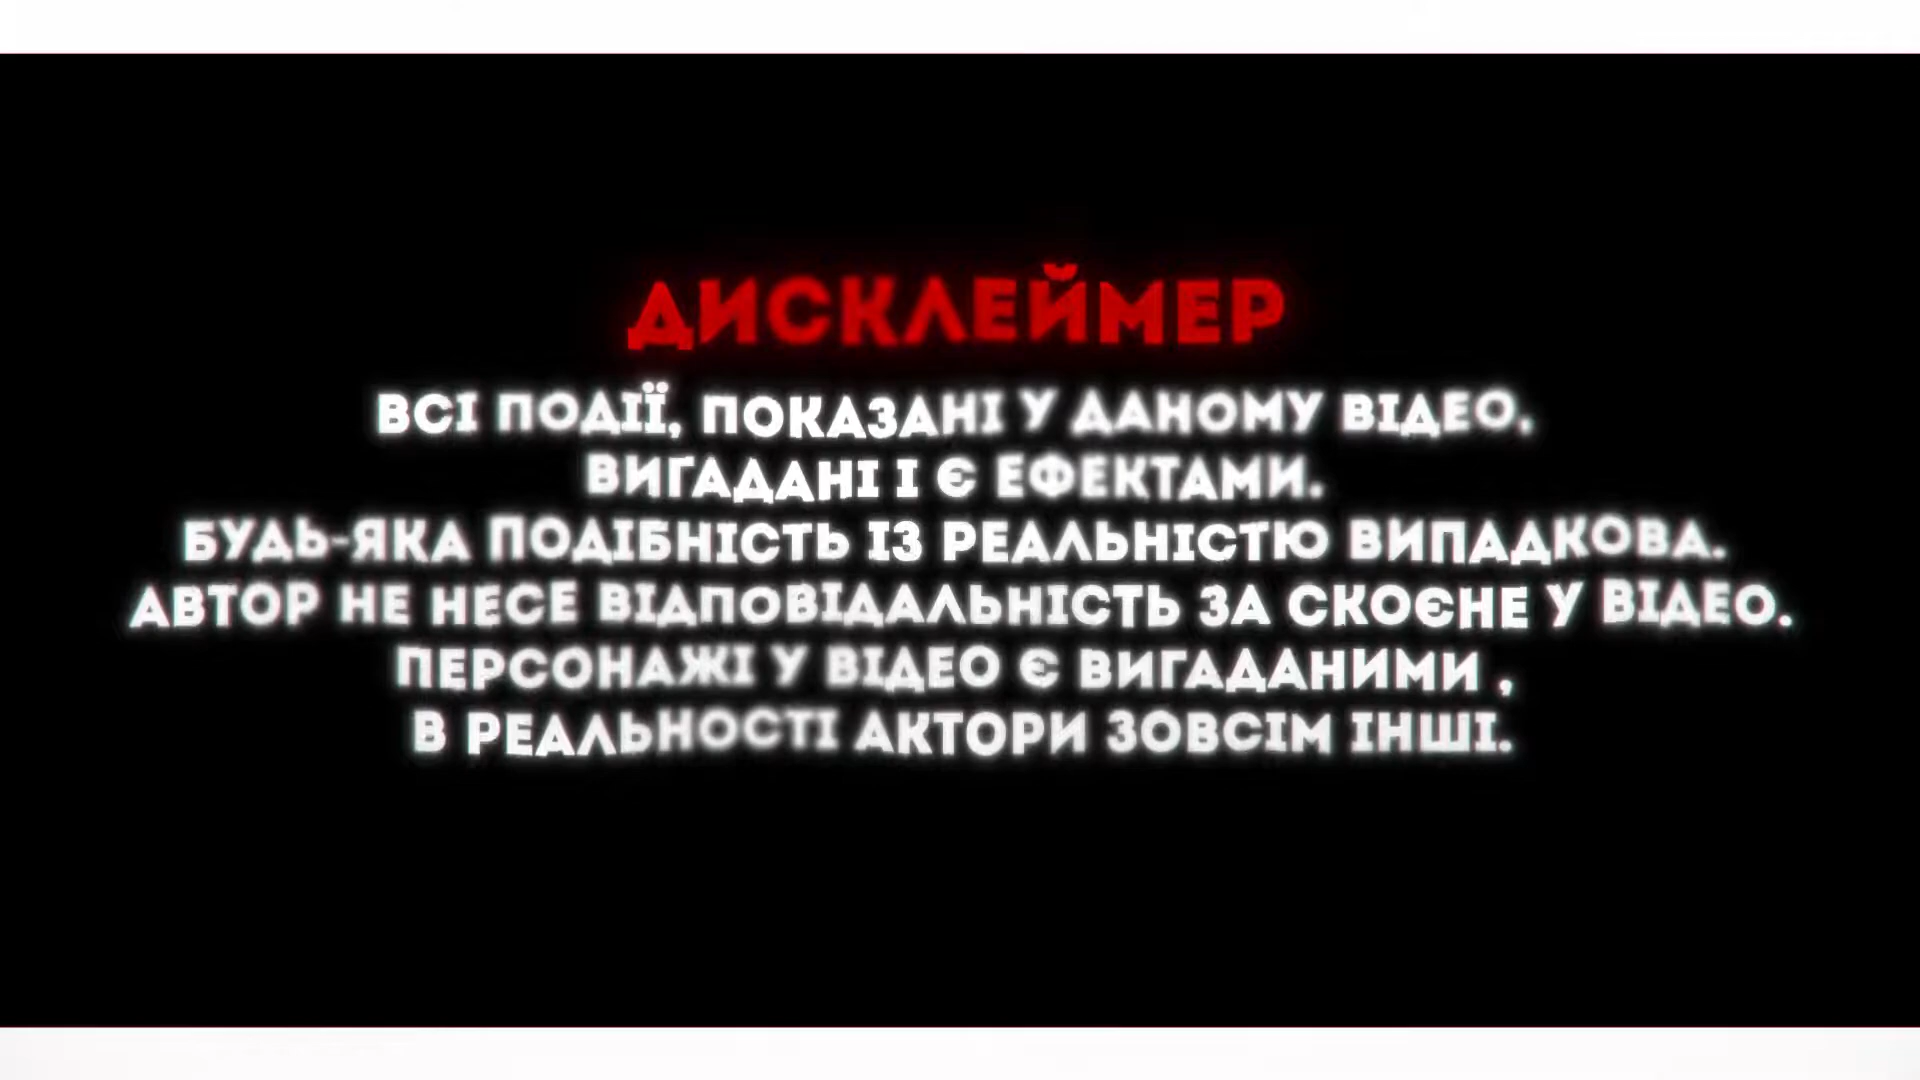 ДИСКЛЕЙМЕР
ВСІ ПОДІЇ, ПОКАЗАНІ У ДАНОМУ ВІДЕО,
ВИГАДАНІ І Є ЕФЕКТАМИ.
БУДЬ-ЯКА ПОДІБНІСТЬ ІЗ РЕАЛЬНІСТЮ ВИПАДКОВА.
АВТОР НЕ НЕСЕ ВІДПОВІДАЛЬНІСТЬ ЗА СКОЄНЕ У ВІДЕО.
ПЕРСОНАЖІ У ВІДЕО Є ВИГАДАНИМИ ,
В РЕАЛЬНОСТІ АКТОРИ ЗОВСІМ ІНШІ.